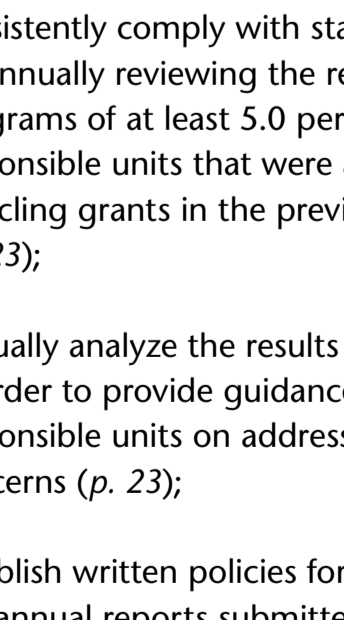 sistently comply with sta
nnually reviewing the re
grams of at least 5.0 per
onsible units that were
cling grants in the previ
23);
ually analyze the results
rder to provide guidance
onsible units on address
cerns (p. 23);
blish written policies for
annual reports submitte